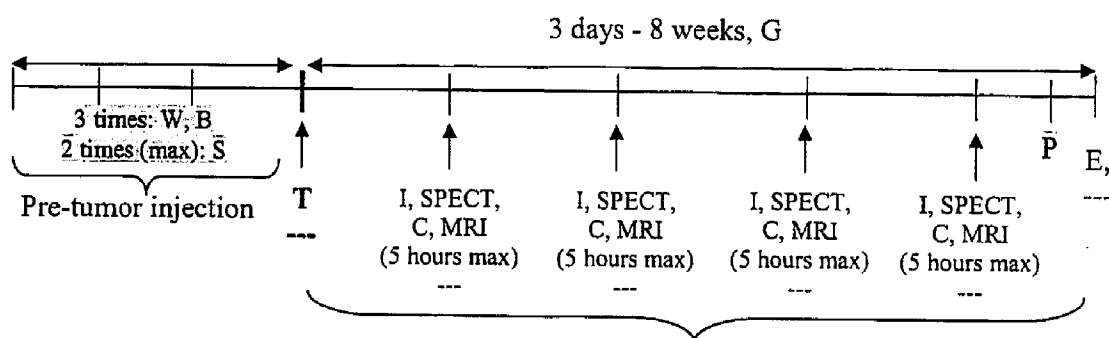 3 days - 8 weeks, G
3 times: W, B
2 times (max): S
Pre-tumor injection
T
---
I, SPECT,
C, MRI
(5 hours max)
---
I, SPECT,
C, MRI
(5 hours max)
---
I, SPECT,
C, MRI
(5 hours max)
---
I, SPECT,
C, MRI
(5 hours max)
---
P
E,
---